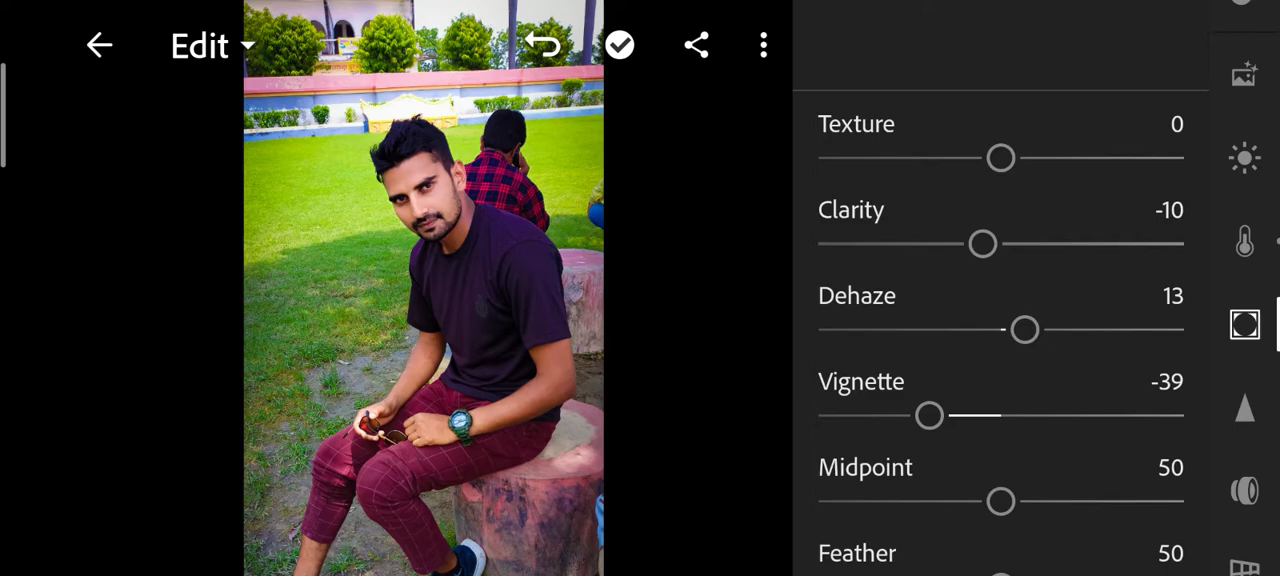 Edit
Texture 0
Clarity -10
Dehaze 13
Vignette -39
Midpoint 50
Feather 50